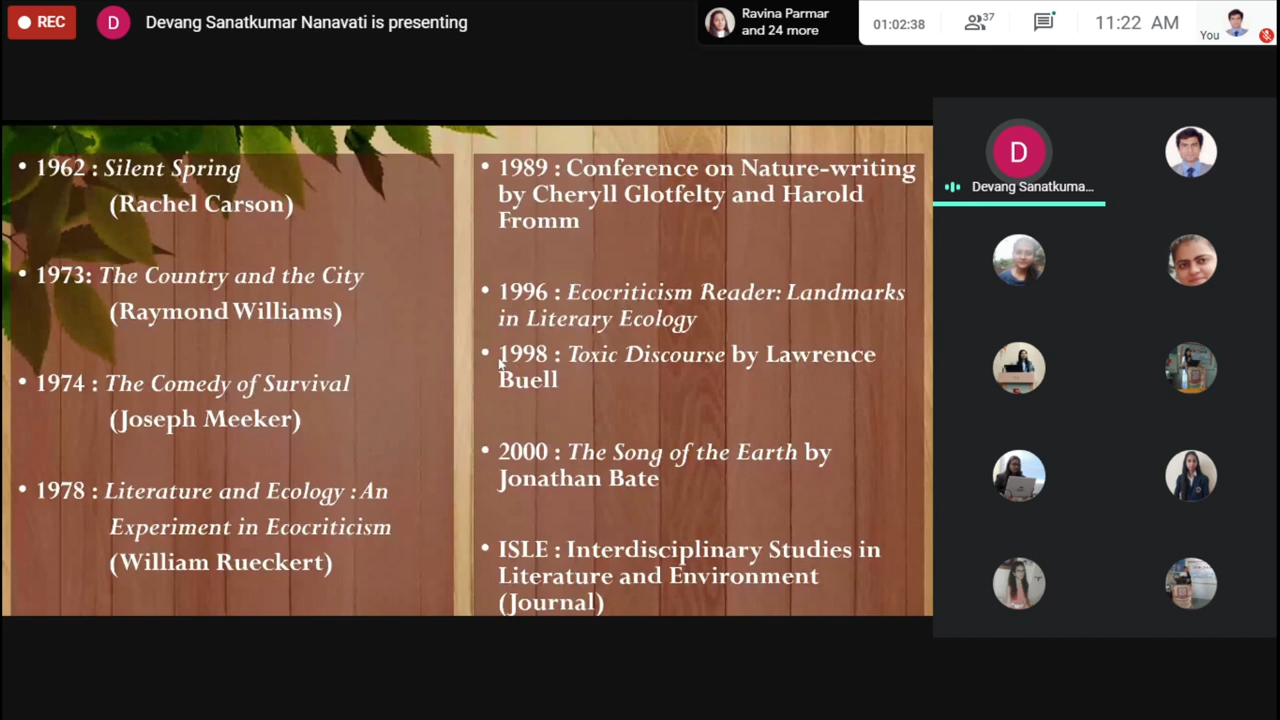 REC
D
Devang Sanatkumar Nanavati is presenting
Ravina Parmar
and 24 more
01:02:38
37
11:22 AM
You
• 1962 : Silent Spring
(Rachel Carson)
• 1973: The Country and the City
(Raymond Williams)
• 1974 : The Comedy of Survival
(Joseph Meeker)
• 1978 : Literature and Ecology : An
Experiment in Ecocriticism
(William Rueckert)
• 1989 : Conference on Nature-writing
by Cheryll Glotfelty and Harold
Fromm
• 1996 : Ecocriticism Reader: Landmarks
in Literary Ecology
• 1998 : Toxic Discourse by Lawrence
Buell
• 2000 : The Song of the Earth by
Jonathan Bate
• ISLE : Interdisciplinary Studies in
Literature and Environment
(Journal)
D
Devang Sanatkuma...